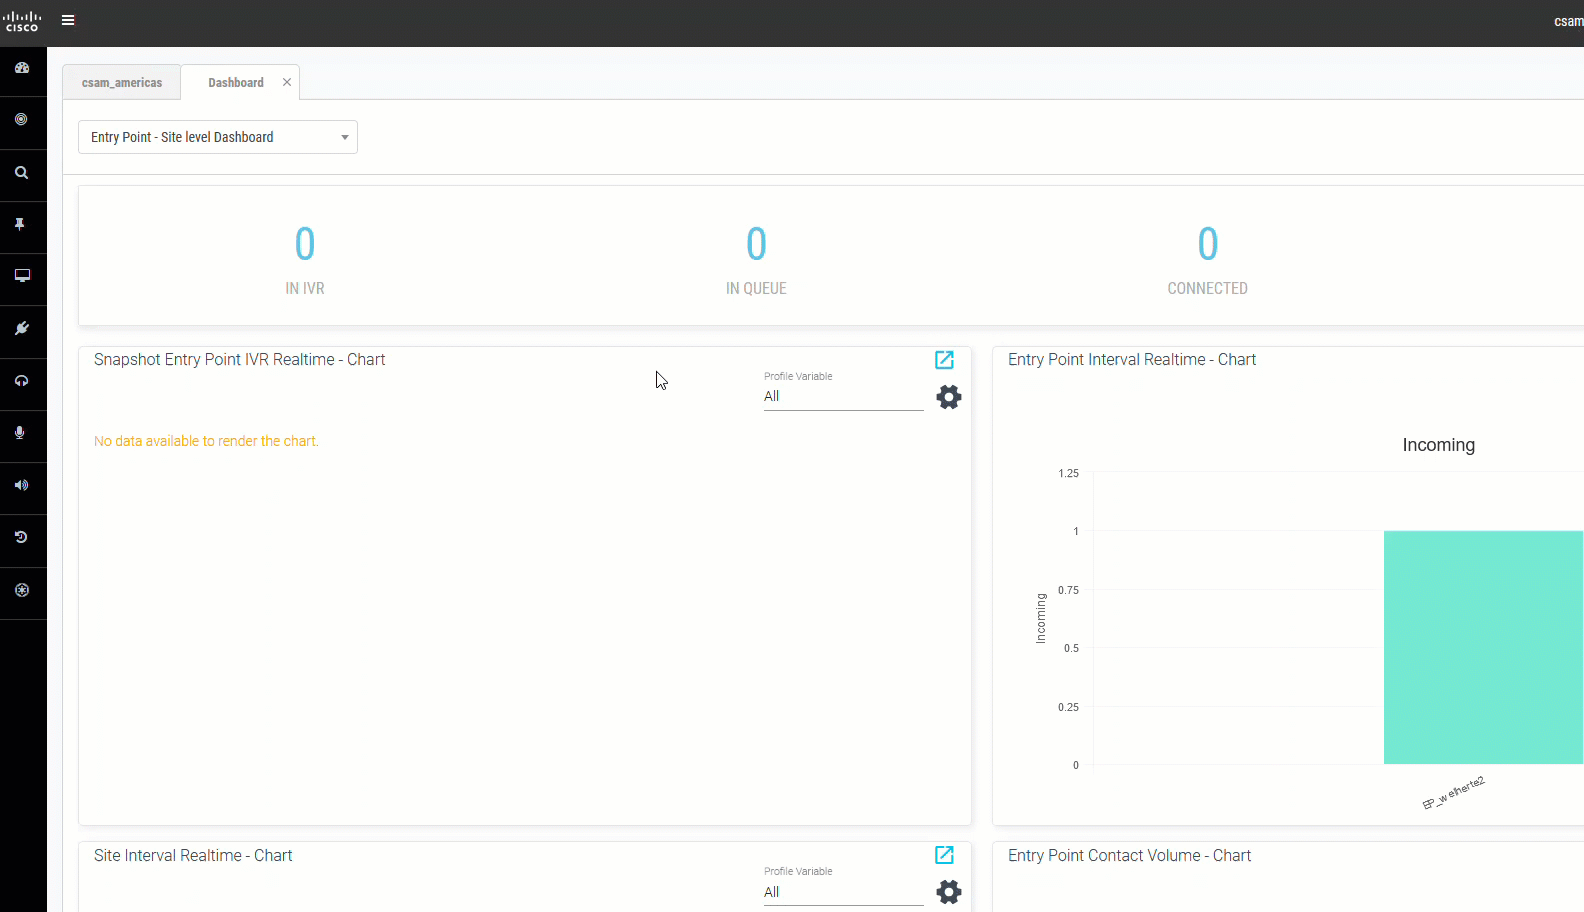 cisco
csam
csam_americas
Dashboard
Entry Point - Site level Dashboard
0
IN IVR
0
IN QUEUE
0
CONNECTED
Snapshot Entry Point IVR Realtime - Chart
Profile Variable
All
No data available to render the chart.
Entry Point Interval Realtime - Chart
Incoming
1.25
1
0.75
0.5
0.25
0
Incoming
EP_welherte2
Site Interval Realtime - Chart
Profile Variable
All
Entry Point Contact Volume - Chart